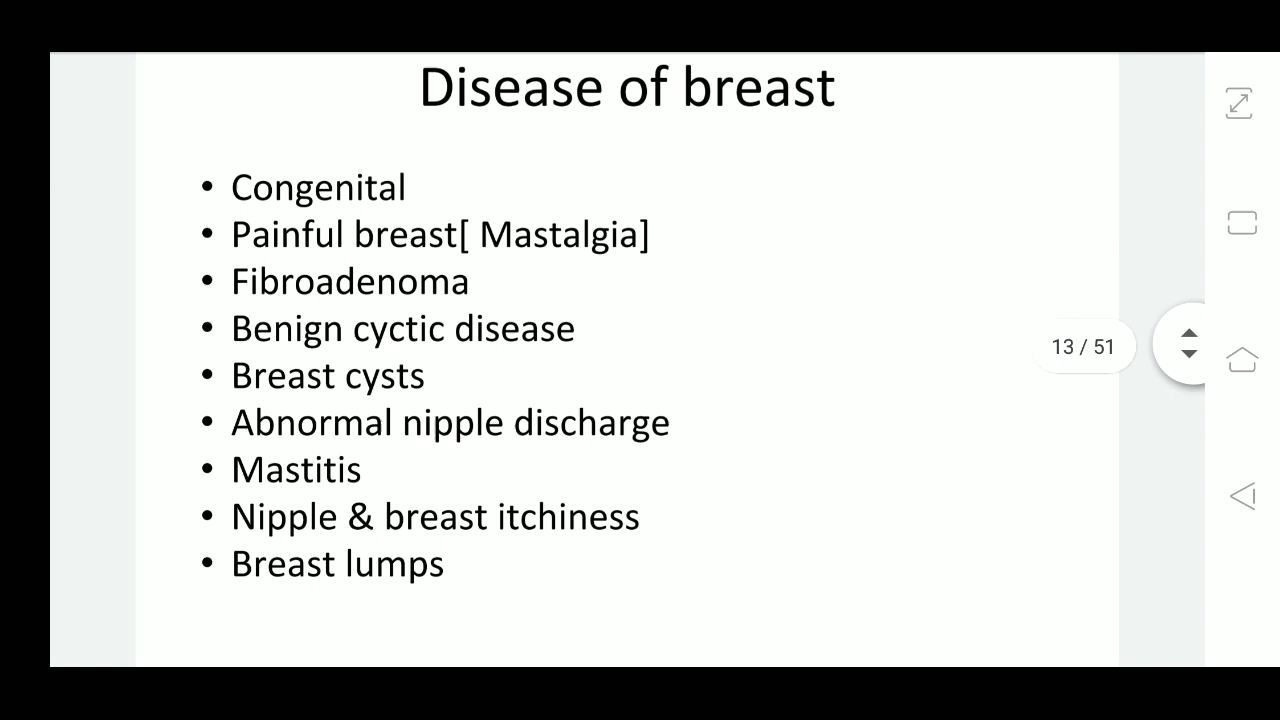 Disease of breast
• Congenital
• Painful breast[ Mastalgia]
• Fibroadenoma
• Benign cyctic disease
• Breast cysts
• Abnormal nipple discharge
• Mastitis
• Nipple & breast itchiness
• Breast lumps
13 / 51